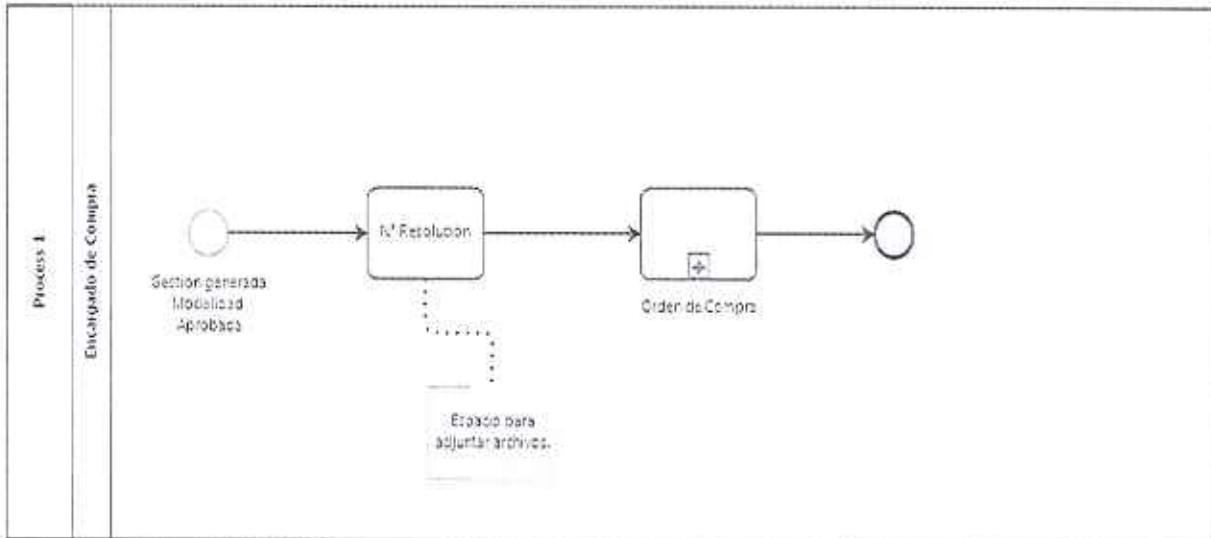 Process 1
Encargado de Compra
Gestion generada
Modalidad
Aprobada
N° Resolucion
Orden de Compra
Espacio para
adjuntar archivos.